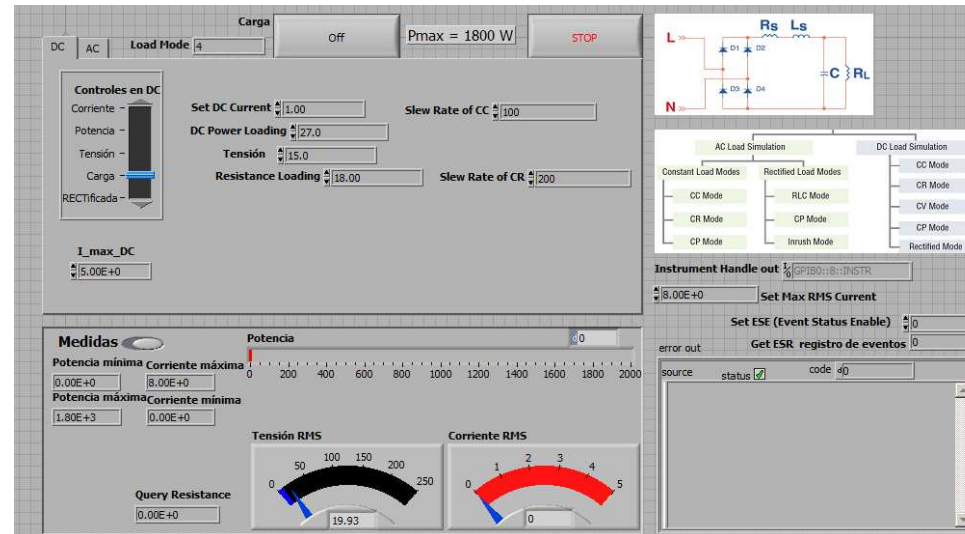 Carga
DC
AC
Load Mode
4
Off
Pmax = 1800 W
STOP
Controles en DC
Corriente
Potencia
Tensión
Carga
RECTificada
Set DC Current
1.00
Slew Rate of CC
100
DC Power Loading
27.0
Tensión
15.0
Resistance Loading
18.00
Slew Rate of CR
200
I_max_DC
5.00E+0
L
N
Rs Ls
D1 D2
D3 D4
C
RL
AC Load Simulation
DC Load Simulation
Constant Load Modes
Rectified Load Modes
CC Mode
CR Mode
CP Mode
RLC Mode
CP Mode
Inrush Mode
CC Mode
CR Mode
CV Mode
CP Mode
Rectified Mode
Instrument Handle out
GPIB0::8::INSTR
8.00E+0
Set Max RMS Current
Set ESE (Event Status Enable)
0
Get ESR registro de eventos
0
error out
source
status
code
d0
Medidas
Potencia
0
0 200 400 600 800 1000 1200 1400 1600 1800 2000
Potencia mínima
0.00E+0
Corriente máxima
8.00E+0
Potencia máxima
1.80E+3
Corriente mínima
0.00E+0
Query Resistance
0.00E+0
Tensión RMS
0 50 100 150 200 250
19.93
Corriente RMS
0 1 2 3 4 5
0